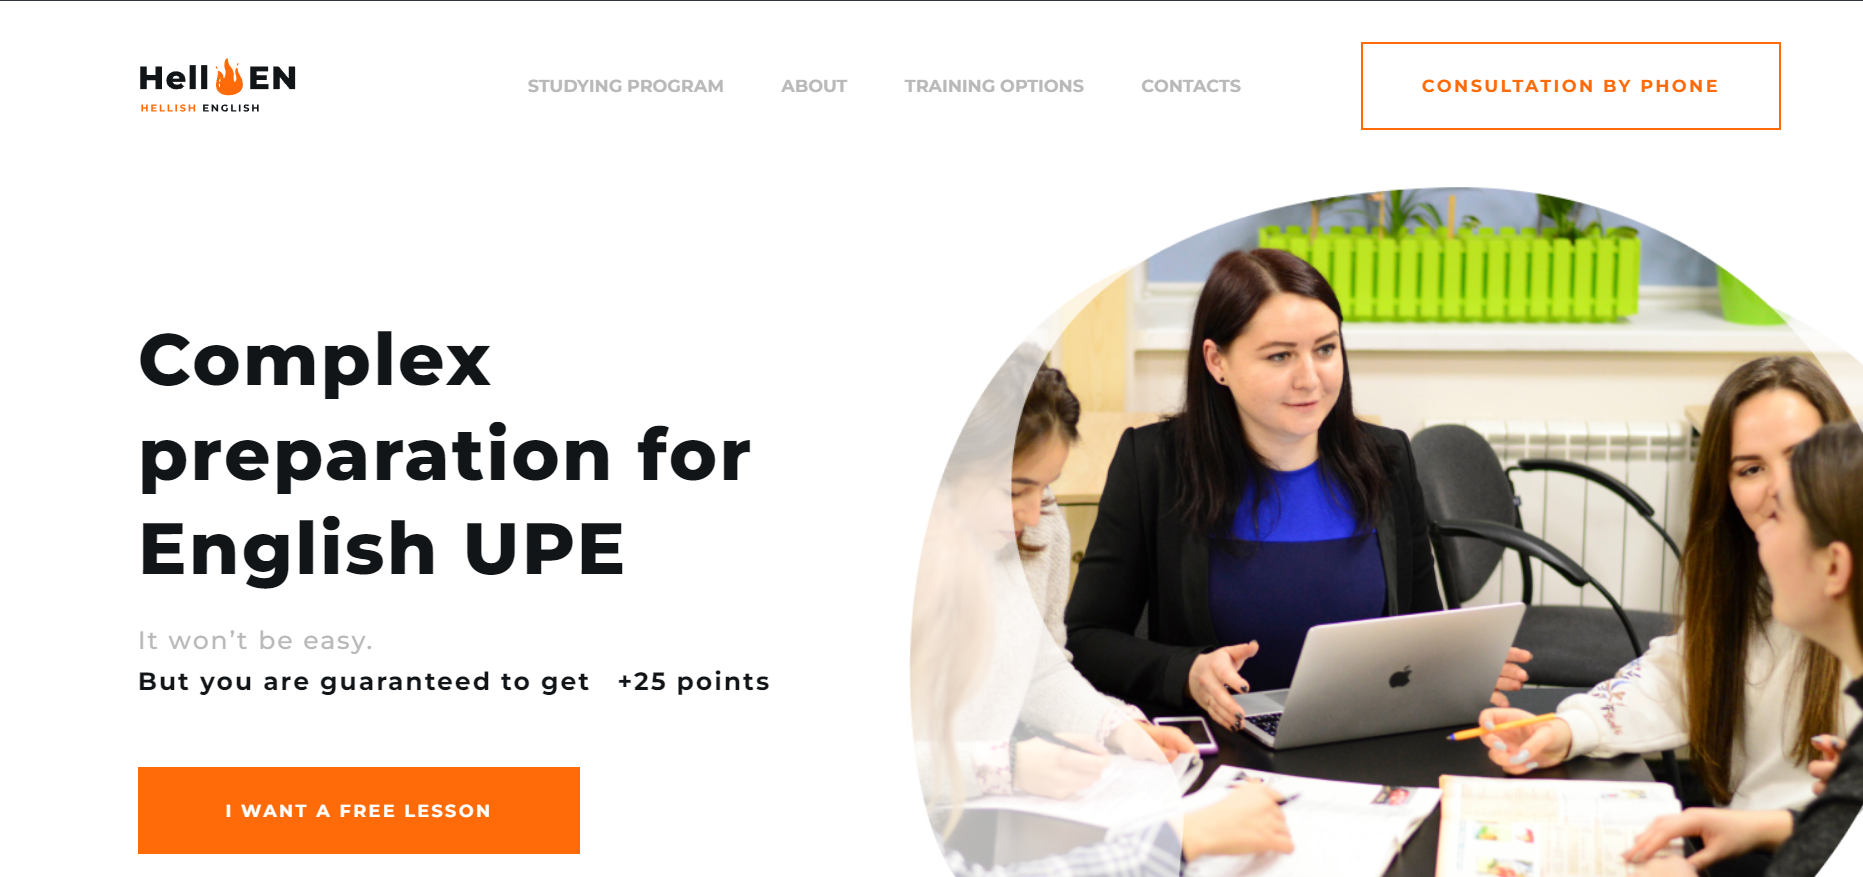 Hell EN
HELLISH ENGLISH
STUDYING PROGRAM
ABOUT
TRAINING OPTIONS
CONTACTS
CONSULTATION BY PHONE
Complex
preparation for
English UPE
It won’t be easy.
But you are guaranteed to get +25 points
I WANT A FREE LESSON